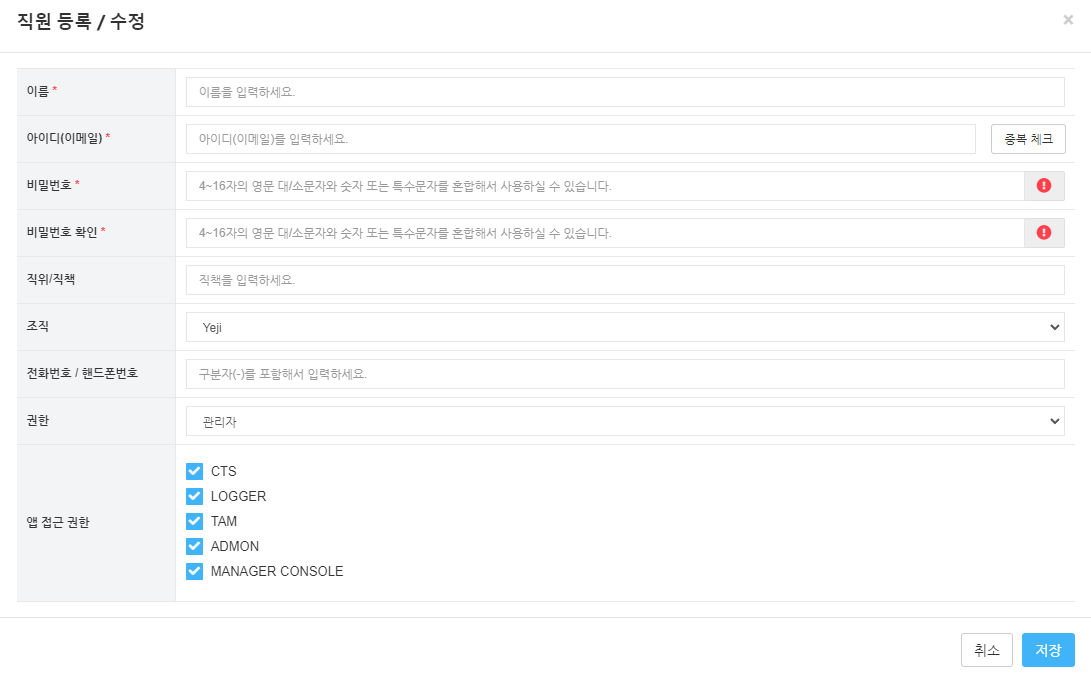 직원 등록 / 수정
×
이름 *
이름을 입력하세요.
아이디(이메일) *
아이디(이메일)를 입력하세요.
중복 체크
비밀번호 *
4~16자의 영문 대/소문자와 숫자 또는 특수문자를 혼합해서 사용하실 수 있습니다.
비밀번호 확인 *
4~16자의 영문 대/소문자와 숫자 또는 특수문자를 혼합해서 사용하실 수 있습니다.
직위/직책
직책을 입력하세요.
조직
Yeji
전화번호 / 핸드폰번호
구분자(-)를 포함해서 입력하세요.
권한
관리자
앱 접근 권한
CTS
LOGGER
TAM
ADMON
MANAGER CONSOLE
취소
저장